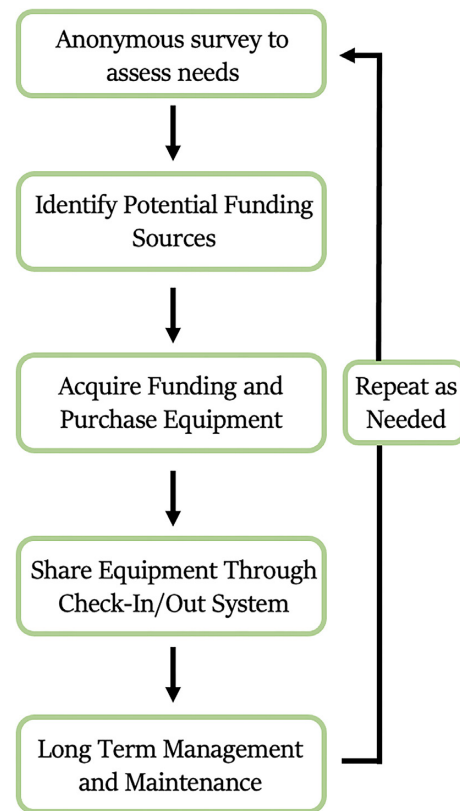 Anonymous survey to
assess needs
Identify Potential Funding
Sources
Acquire Funding and
Purchase Equipment
Repeat as
Needed
Share Equipment Through
Check-In/Out System
Long Term Management
and Maintenance